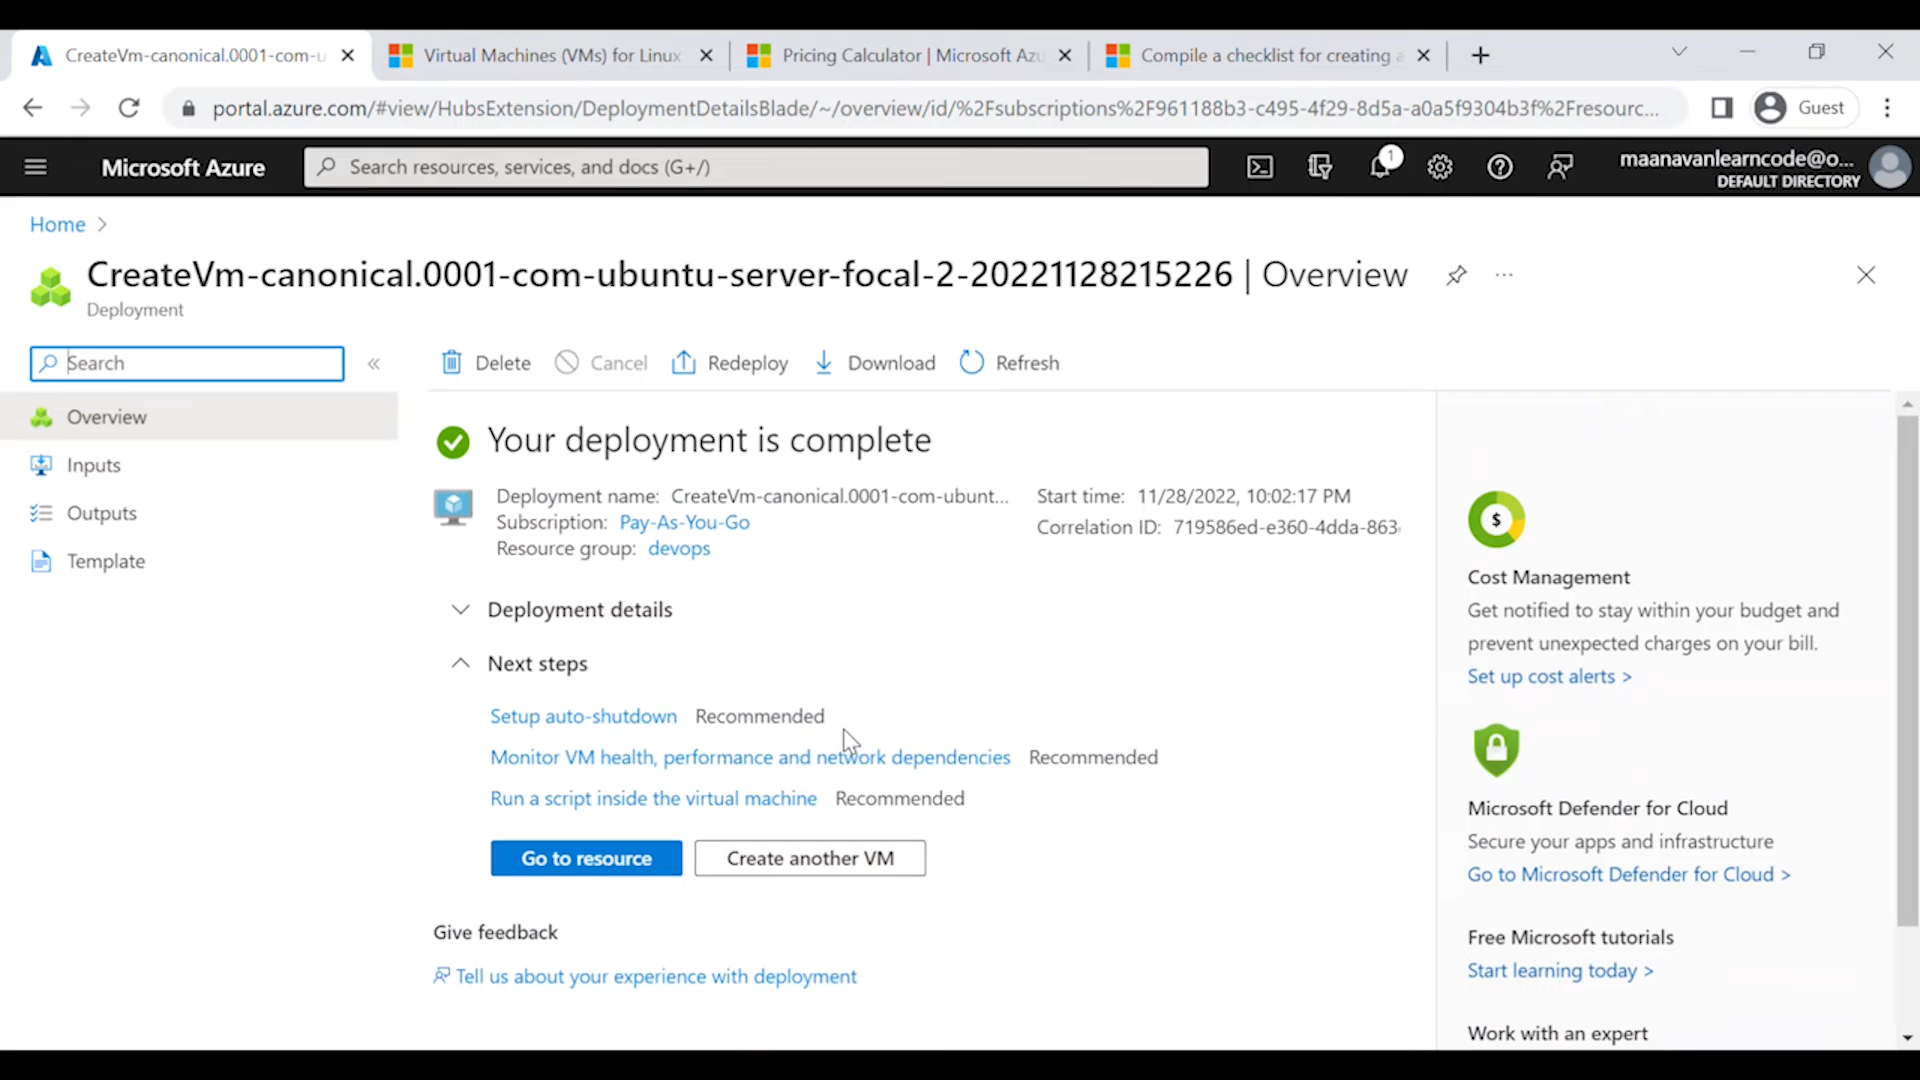 CreateVm-canonical.0001-com-u
Virtual Machines (VMs) for Linux
Pricing Calculator | Microsoft Azu
Compile a checklist for creating a
portal.azure.com/#view/HubsExtension/DeploymentDetailsBlade/~/overview/id/%2Fsubscriptions%2F961188b3-c495-4f29-8d5a-a0a5f9304b3f%2Fresourc...
Guest
Microsoft Azure
Search resources, services, and docs (G+/)
1
maanavanlearncode@o...
DEFAULT DIRECTORY
Home >
CreateVm-canonical.0001-com-ubuntu-server-focal-2-20221128215226 | Overview
Deployment
Search
Delete
Cancel
Redeploy
Download
Refresh
Overview
Inputs
Outputs
Template
Your deployment is complete
Deployment name: CreateVm-canonical.0001-com-ubunt...
Subscription: Pay-As-You-Go
Resource group: devops
Start time: 11/28/2022, 10:02:17 PM
Correlation ID: 719586ed-e360-4dda-863
Deployment details
Next steps
Setup auto-shutdown Recommended
Monitor VM health, performance and network dependencies Recommended
Run a script inside the virtual machine Recommended
Go to resource
Create another VM
Give feedback
Tell us about your experience with deployment
$
Cost Management
Get notified to stay within your budget and
prevent unexpected charges on your bill.
Set up cost alerts >
Microsoft Defender for Cloud
Secure your apps and infrastructure
Go to Microsoft Defender for Cloud >
Free Microsoft tutorials
Start learning today >
Work with an expert